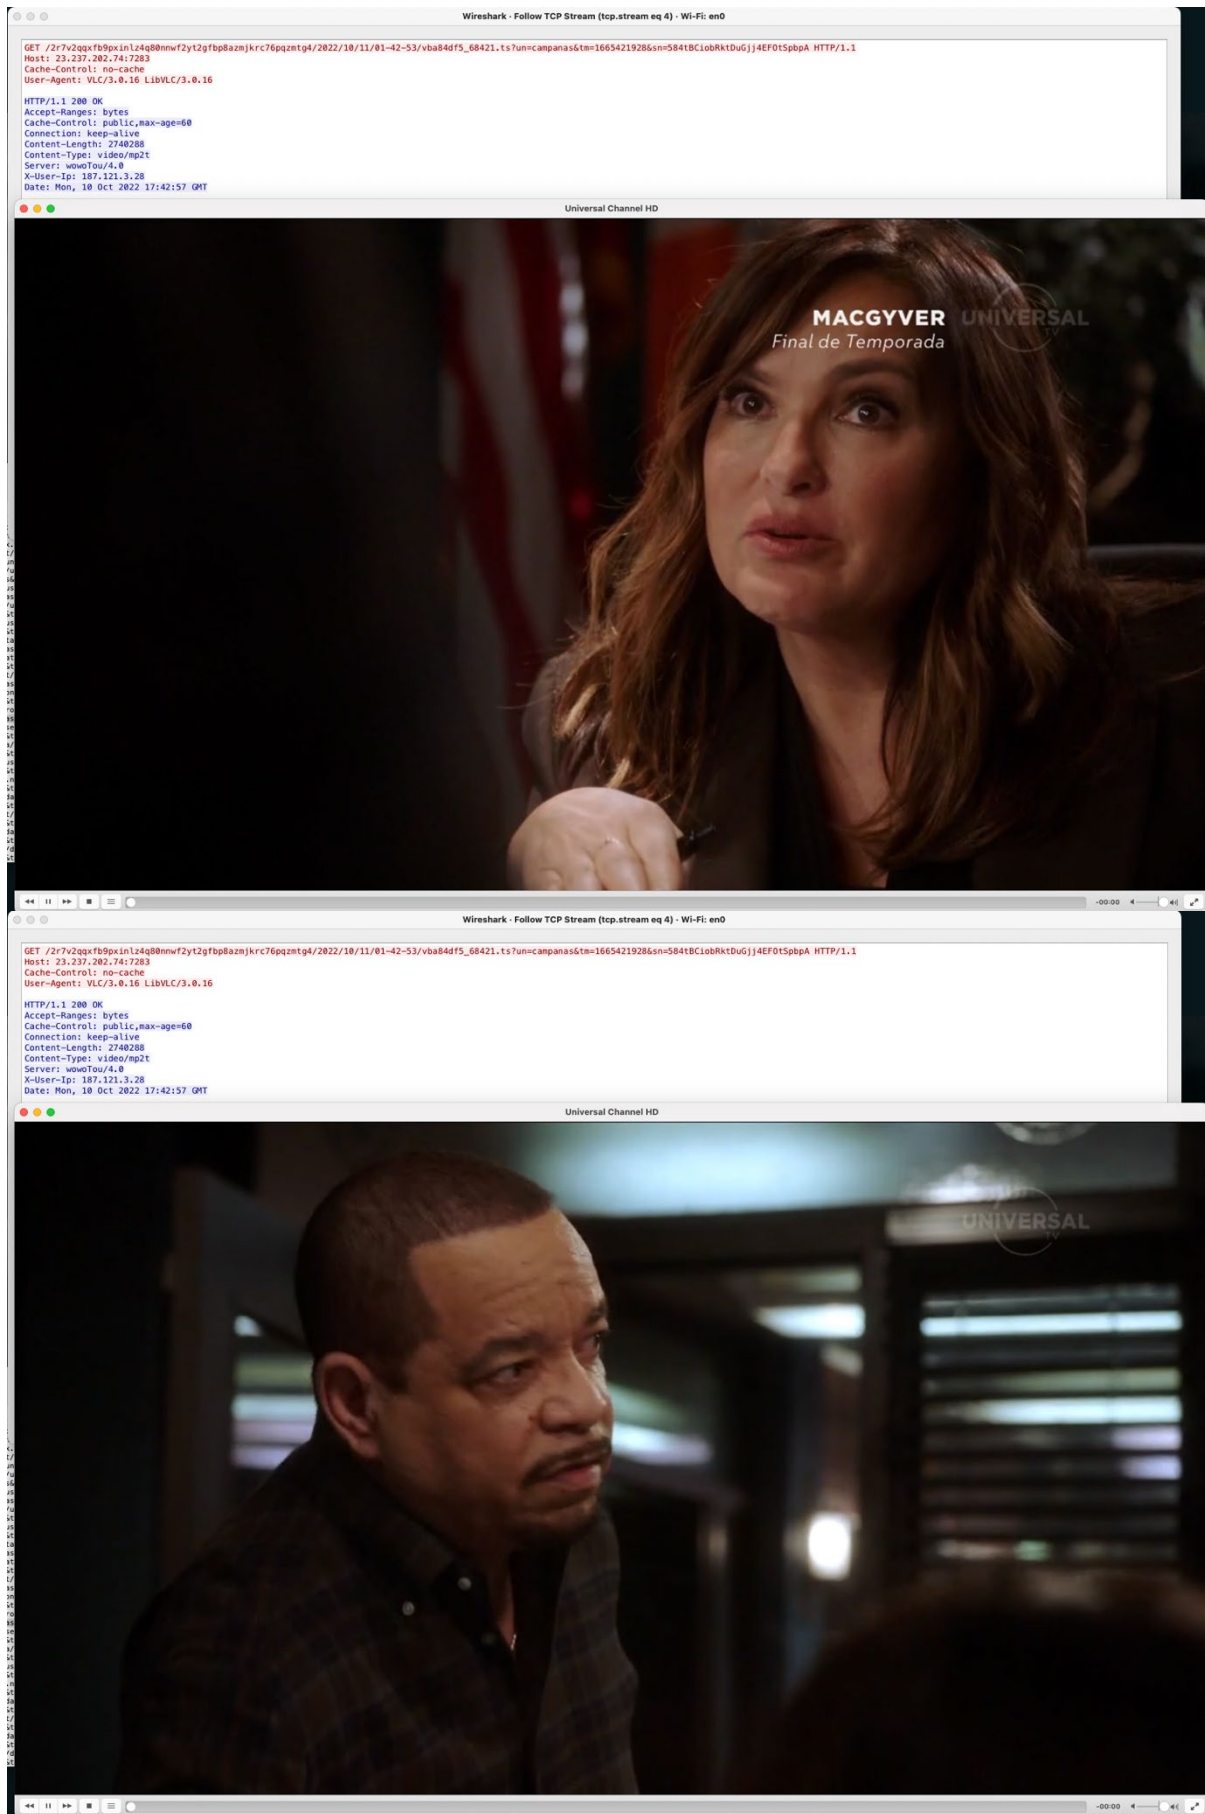 Wireshark · Follow TCP Stream (tcp.stream eq 4) · Wi-Fi: en0
GET /2r7v2qqxfb9pxinlz4q80nnwf2yt2gfbp8azmjkrc76pqzmtg4/2022/10/11/01-42-53/vba84df5_68421.ts?un=campanas&tm=1665421928&sn=584tBCiobRktDuGjj4EFOtSpbpA HTTP/1.1
Host: 23.237.202.74:7283
Cache-Control: no-cache
User-Agent: VLC/3.0.16 LibVLC/3.0.16
HTTP/1.1 200 OK
Accept-Ranges: bytes
Cache-Control: public,max-age=60
Connection: keep-alive
Content-Length: 2740288
Content-Type: video/mp2t
Server: wowoTou/4.0
X-User-Ip: 187.121.3.28
Date: Mon, 10 Oct 2022 17:42:57 GMT
Universal Channel HD
MACGYVER UNIVERSAL
TV
Final de Temporada
-00:00
Wireshark · Follow TCP Stream (tcp.stream eq 4) · Wi-Fi: en0
GET /2r7v2qqxfb9pxinlz4q80nnwf2yt2gfbp8azmjkrc76pqzmtg4/2022/10/11/01-42-53/vba84df5_68421.ts?un=campanas&tm=1665421928&sn=584tBCiobRktDuGjj4EFOtSpbpA HTTP/1.1
Host: 23.237.202.74:7283
Cache-Control: no-cache
User-Agent: VLC/3.0.16 LibVLC/3.0.16
HTTP/1.1 200 OK
Accept-Ranges: bytes
Cache-Control: public,max-age=60
Connection: keep-alive
Content-Length: 2740288
Content-Type: video/mp2t
Server: wowoTou/4.0
X-User-Ip: 187.121.3.28
Date: Mon, 10 Oct 2022 17:42:57 GMT
Universal Channel HD
UNIVERSAL
TV
-00:00